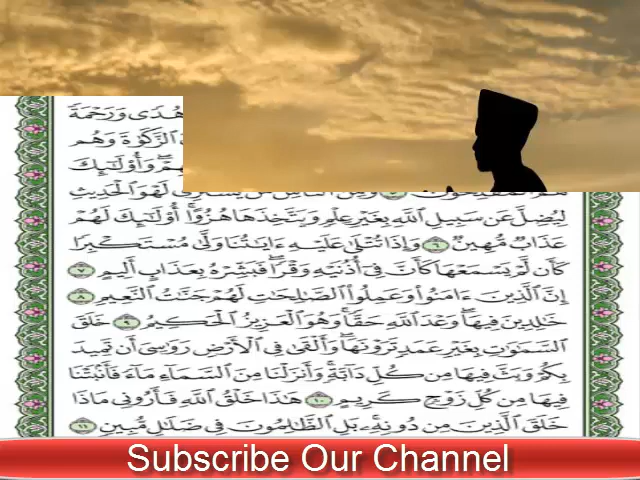 هُدًى وَرَحْمَةً
الزَّكَوٰةَ وَهُم
وَأُوْلَـٰٓئِكَ
لَهْوَ الْحَدِيثِ
لِيُضِلَّ عَن سَبِيلِ اللَّهِ بِغَيْرِ عِلْمٍ وَيَتَّخِذَهَا هُزُوًا أُوْلَـٰٓئِكَ لَهُمْ
عَذَابٌ مُّهِينٌ ٦ وَإِذَا تُتْلَىٰ عَلَيْهِ ءَايَـٰتُنَا وَلَّىٰ مُسْتَكْبِرًا
كَأَن لَّمْ يَسْمَعْهَا كَأَنَّ فِىٓ أُذُنَيْهِ وَقْرًا فَبَشِّرْهُ بِعَذَابٍ أَلِيمٍ ٧
إِنَّ الَّذِينَ ءَامَنُوا۟ وَعَمِلُوا۟ الصَّـٰلِحَـٰتِ لَهُمْ جَنَّـٰتُ النَّعِيمِ ٨
خَـٰلِدِينَ فِيهَا وَعْدَ اللَّهِ حَقًّا وَهُوَ الْعَزِيزُ الْحَكِيمُ ٩ خَلَقَ
السَّمَـٰوَٰتِ بِغَيْرِ عَمَدٍ تَرَوْنَهَا وَأَلْقَىٰ فِى الْأَرْضِ رَوَٰسِىَ أَن تَمِيدَ
بِكُمْ وَبَثَّ فِيهَا مِن كُلِّ دَآبَّةٍ وَأَنزَلْنَا مِنَ السَّمَآءِ مَآءً فَأَنۢبَتْنَا
فِيهَا مِن كُلِّ زَوْجٍ كَرِيمٍ ١٠ هَـٰذَا خَلْقُ اللَّهِ فَأَرُونِى مَاذَا
خَلَقَ الَّذِينَ مِن دُونِهِۦ بَلِ الظَّـٰلِمُونَ فِى ضَلَـٰلٍ مُّبِينٍ ١١
Subscribe Our Channel